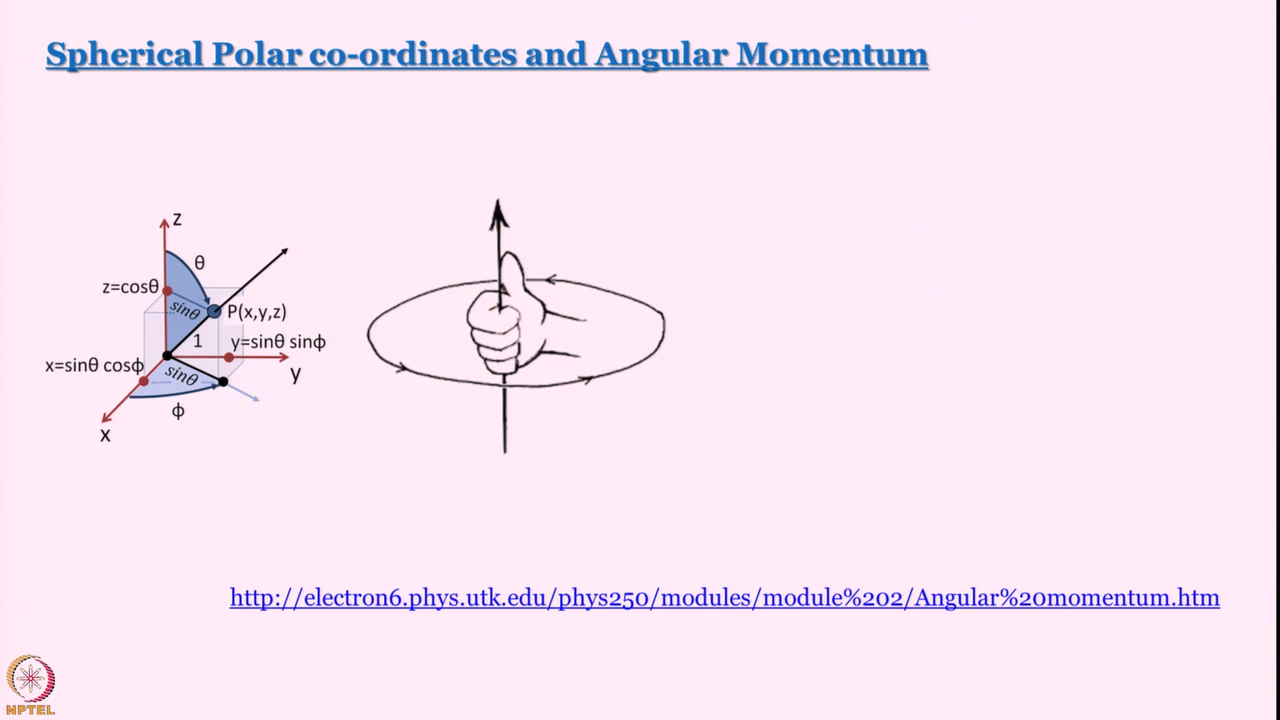 Spherical Polar co-ordinates and Angular Momentum
z
θ
z=cosθ
sinθ
P(x,y,z)
1
y=sinθ sinϕ
x=sinθ cosϕ
sinθ
y
ϕ
x
http://electron6.phys.utk.edu/phys250/modules/module%202/Angular%20momentum.htm
NPTEL